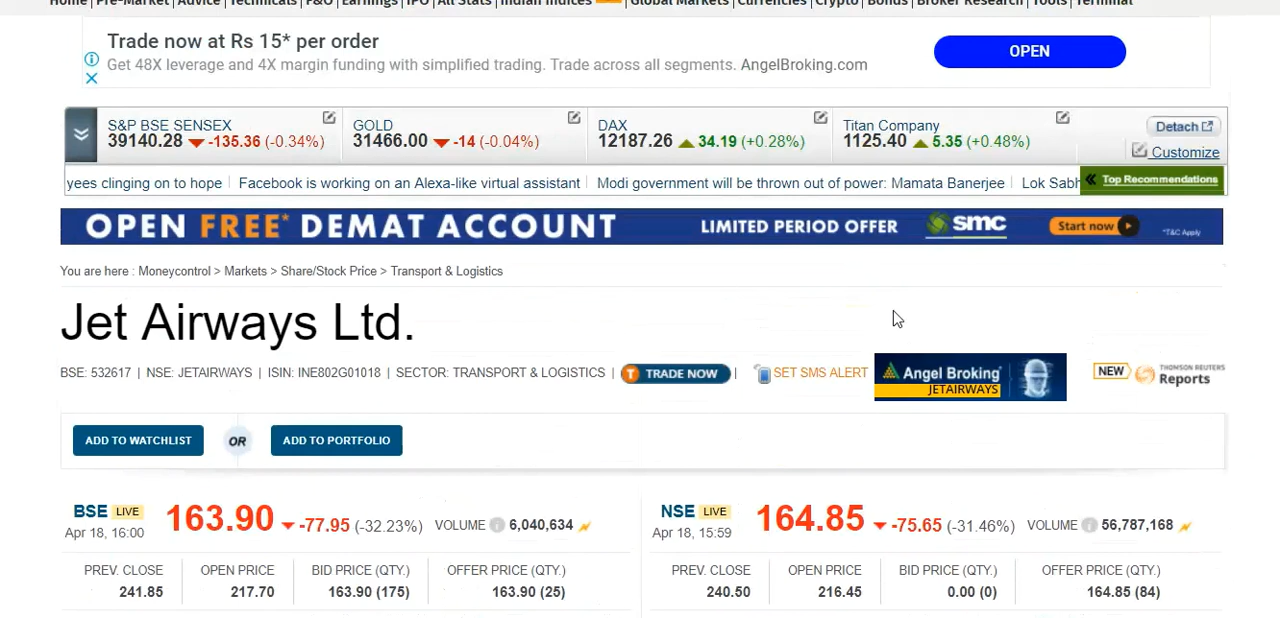 Home | Pre-Market | Advice | Technicals | F&O | Earnings | IPO | All Stats | Indian Indices | Global Markets | Currencies | Crypto | Bonds | Broker Research | Tools | Terminal
Trade now at Rs 15* per order
Get 48X leverage and 4X margin funding with simplified trading. Trade across all segments. AngelBroking.com
OPEN
S&P BSE SENSEX
39140.28 -135.36 (-0.34%)
GOLD
31466.00 -14 (-0.04%)
DAX
12187.26 34.19 (+0.28%)
Titan Company
1125.40 5.35 (+0.48%)
Detach
Customize
yees clinging on to hope | Facebook is working on an Alexa-like virtual assistant | Modi government will be thrown out of power: Mamata Banerjee | Lok Sabh
Top Recommendations
OPEN FREE* DEMAT ACCOUNT LIMITED PERIOD OFFER smc Start now *T&C Apply
You are here : Moneycontrol > Markets > Share/Stock Price > Transport & Logistics
Jet Airways Ltd.
BSE: 532617 | NSE: JETAIRWAYS | ISIN: INE802G01018 | SECTOR: TRANSPORT & LOGISTICS | T TRADE NOW | SET SMS ALERT
Angel Broking
JETAIRWAYS
NEW THOMSON REUTERS
Reports
ADD TO WATCHLIST OR ADD TO PORTFOLIO
BSE LIVE
Apr 18, 16:00
163.90 -77.95 (-32.23%) VOLUME i 6,040,634
PREV. CLOSE OPEN PRICE BID PRICE (QTY.) OFFER PRICE (QTY.)
241.85 217.70 163.90 (175) 163.90 (25)
NSE LIVE
Apr 18, 15:59
164.85 -75.65 (-31.46%) VOLUME i 56,787,168
PREV. CLOSE OPEN PRICE BID PRICE (QTY.) OFFER PRICE (QTY.)
240.50 216.45 0.00 (0) 164.85 (84)